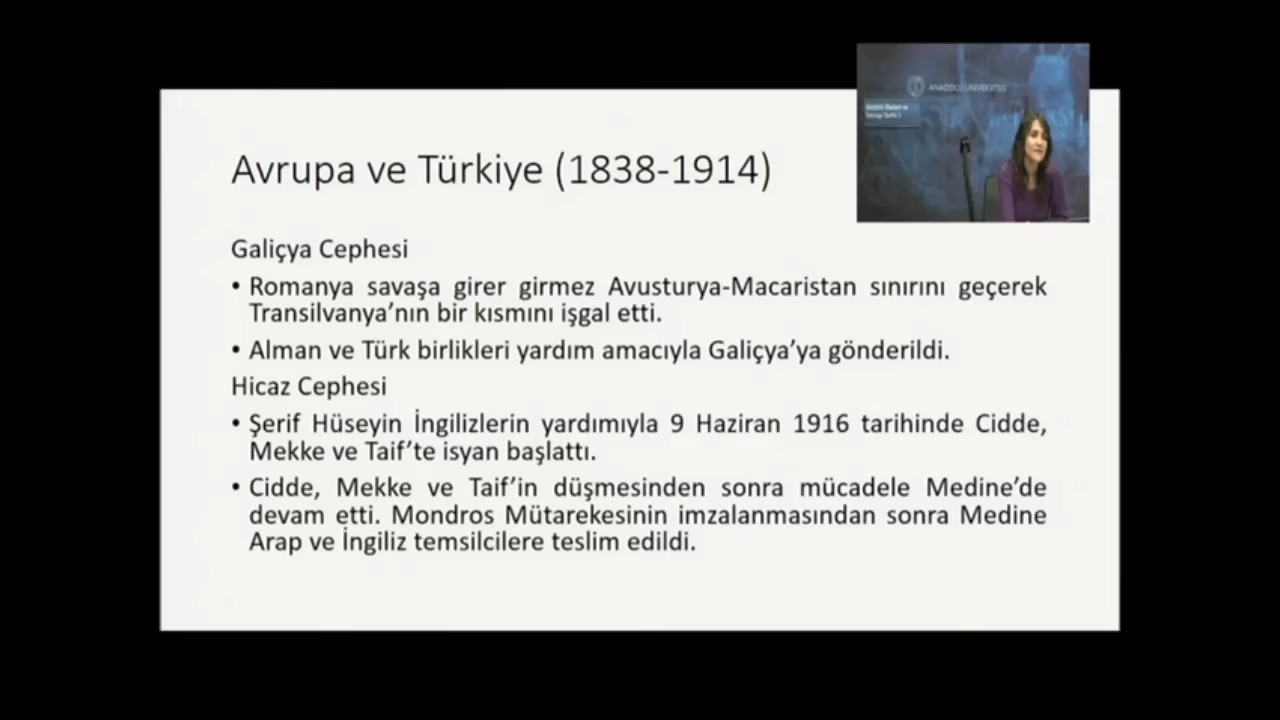 ANADOLU ÜNİVERSİTESİ
Avrupa ve Türkiye (1838-1914)
Galiçya Cephesi
• Romanya savaşa girer girmez Avusturya-Macaristan sınırını geçerek
Transilvanya’nın bir kısmını işgal etti.
• Alman ve Türk birlikleri yardım amacıyla Galiçya’ya gönderildi.
Hicaz Cephesi
• Şerif Hüseyin İngilizlerin yardımıyla 9 Haziran 1916 tarihinde Cidde,
Mekke ve Taif’te isyan başlattı.
• Cidde, Mekke ve Taif’in düşmesinden sonra mücadele Medine’de
devam etti. Mondros Mütarekesinin imzalanmasından sonra Medine
Arap ve İngiliz temsilcilere teslim edildi.